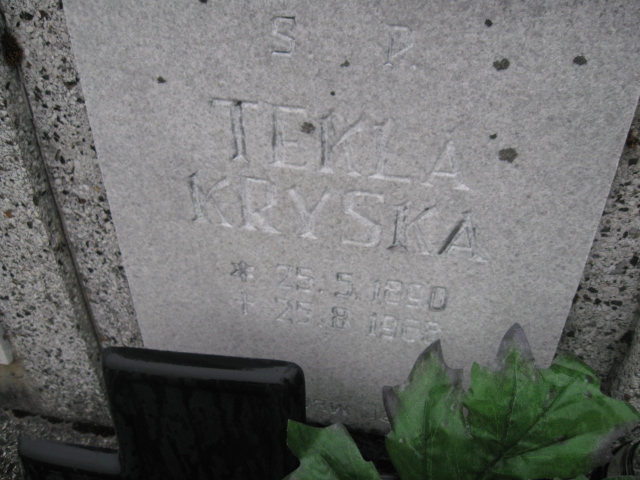 S. P.
TEKLA
KRYSKA
* 25.5.1890
† 25.8